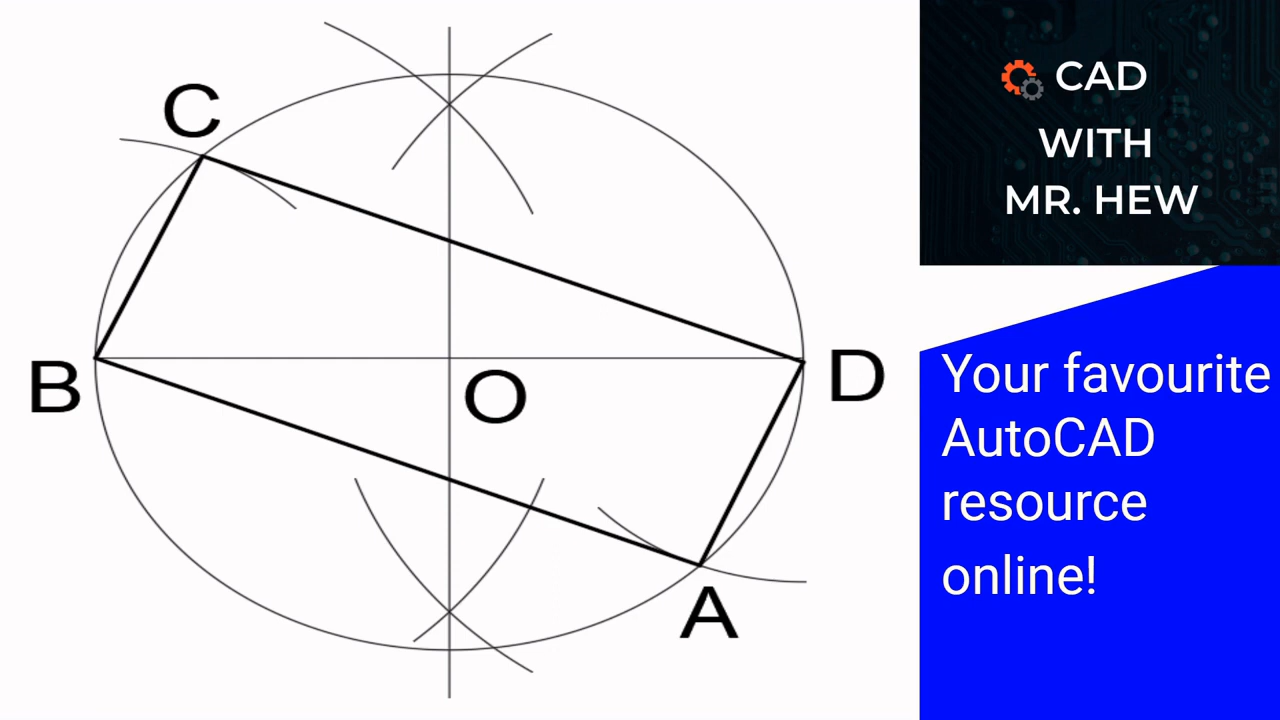 C
B
O
D
A
CAD
WITH
MR. HEW
Your favourite
AutoCAD
resource
online!